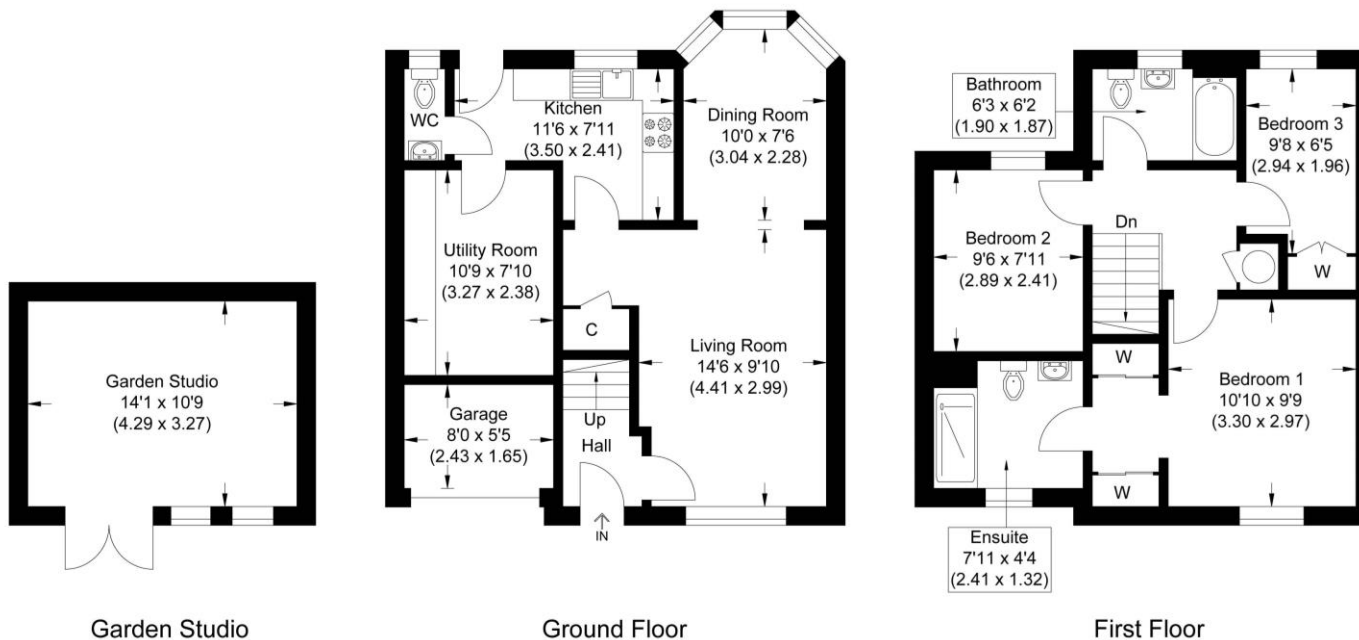 Garden Studio
14'1 x 10'9
(4.29 x 3.27)
Garden Studio
WC
Kitchen
11'6 x 7'11
(3.50 x 2.41)
Dining Room
10'0 x 7'6
(3.04 x 2.28)
Utility Room
10'9 x 7'10
(3.27 x 2.38)
C
Living Room
14'6 x 9'10
(4.41 x 2.99)
Garage
8'0 x 5'5
(2.43 x 1.65)
Up
Hall
IN
Ground Floor
Bathroom
6'3 x 6'2
(1.90 x 1.87)
Bedroom 3
9'8 x 6'5
(2.94 x 1.96)
Dn
Bedroom 2
9'6 x 7'11
(2.89 x 2.41)
W
W
Bedroom 1
10'10 x 9'9
(3.30 x 2.97)
W
Ensuite
7'11 x 4'4
(2.41 x 1.32)
First Floor